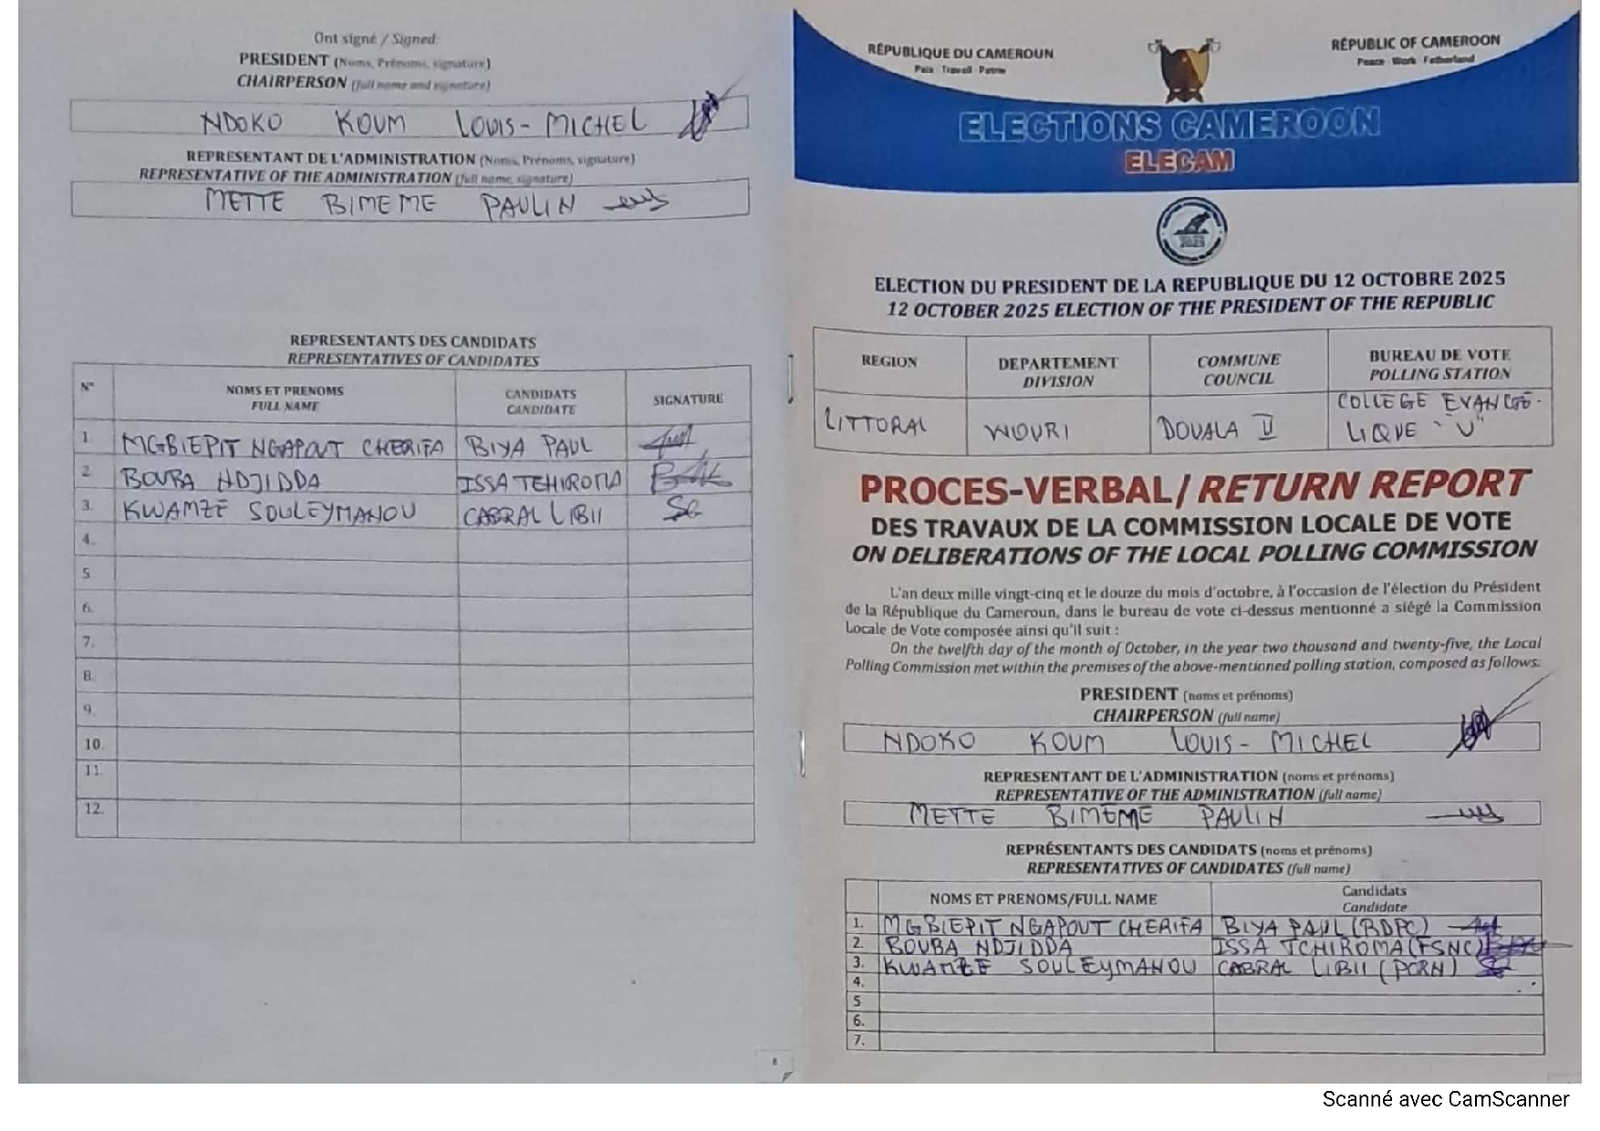 Ont signé / Signed:
PRESIDENT (Noms, Prénoms, signature)
CHAIRPERSON (full name and signature)
NDOKO KOUM LOUIS-MICHEL
REPRESENTANT DE L'ADMINISTRATION (Noms, Prénoms, signature)
REPRESENTATIVE OF THE ADMINISTRATION (full name, signature)
METTE BIMEME PAULIN
REPRESENTANTS DES CANDIDATS
REPRESENTATIVES OF CANDIDATES
N° NOMS ET PRENOMS CANDIDATS SIGNATURE
FULL NAME CANDIDATE
1. MGBIEPIT NGAPOUT CHERIFA BIYA PAUL
2. BOUBA NDJIDDA ISSA TCHIROMA
3. KWAMZE SOULEYMANOU CABRAL LIBII
4.
5
6.
7.
8.
9.
10.
11.
12.
8
RÉPUBLIQUE DU CAMEROUN
Paix - Travail - Patrie
RÉPUBLIC OF CAMEROON
Peace - Work - Fatherland
ELECTIONS CAMEROON
ELECAM
2025
ELECTION DU PRESIDENT DE LA REPUBLIQUE DU 12 OCTOBRE 2025
12 OCTOBER 2025 ELECTION OF THE PRESIDENT OF THE REPUBLIC
REGION DEPARTEMENT COMMUNE BUREAU DE VOTE
DIVISION COUNCIL POLLING STATION
LITTORAL WOURI DOUALA II COLLEGE EVANGE-
LIQUE "U"
PROCES-VERBAL/ RETURN REPORT
DES TRAVAUX DE LA COMMISSION LOCALE DE VOTE
ON DELIBERATIONS OF THE LOCAL POLLING COMMISSION
L'an deux mille vingt-cinq et le douze du mois d'octobre, à l'occasion de l'élection du Président
de la République du Cameroun, dans le bureau de vote ci-dessus mentionné a siégé la Commission
Locale de Vote composée ainsi qu'il suit :
On the twelfth day of the month of October, in the year two thousand and twenty-five, the Local
Polling Commission met within the premises of the above-mentioned polling station, composed as follows:
PRESIDENT (noms et prénoms)
CHAIRPERSON (full name)
NDOKO KOUM LOUIS-MICHEL
REPRESENTANT DE L'ADMINISTRATION (noms et prénoms)
REPRESENTATIVE OF THE ADMINISTRATION (full name)
METTE BIMEME PAULIN
REPRÉSENTANTS DES CANDIDATS (noms et prénoms)
REPRESENTATIVES OF CANDIDATES (full name)
NOMS ET PRENOMS/FULL NAME Candidats
Candidate
1. MGBIEPIT NGAPOUT CHERIFA BIYA PAUL (RDPC)
2. BOUBA NDJIDDA ISSA TCHIROMA (FSNC)
3. KWAMZE SOULEYMANOU CABRAL LIBII (PCRN)
4.
5
6.
7.
Scanné avec CamScanner